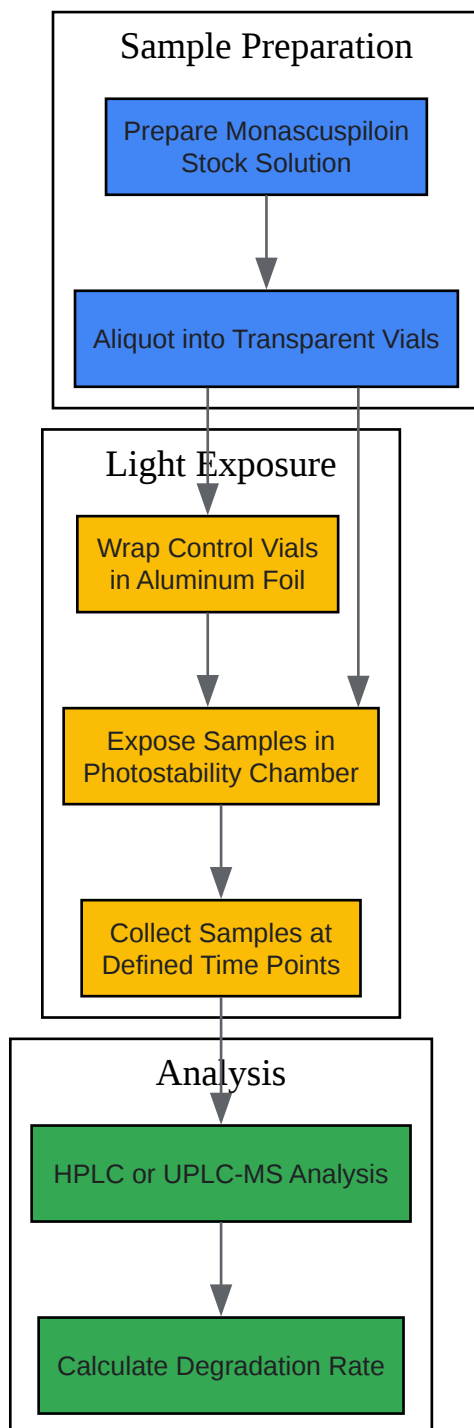 Sample Preparation
Prepare Monascuspiloin
Stock Solution
Aliquot into Transparent Vials
Light Exposure
Wrap Control Vials
in Aluminum Foil
Expose Samples in
Photostability Chamber
Collect Samples at
Defined Time Points
Analysis
HPLC or UPLC-MS Analysis
Calculate Degradation Rate